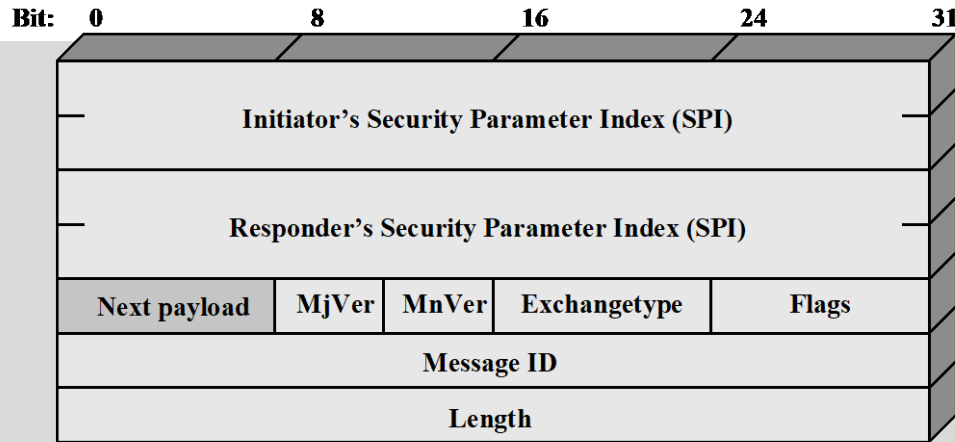 Bit: 0 8 16 24 31
Initiator’s Security Parameter Index (SPI)
Responder’s Security Parameter Index (SPI)
Next payload MjVer MnVer Exchangetype Flags
Message ID
Length